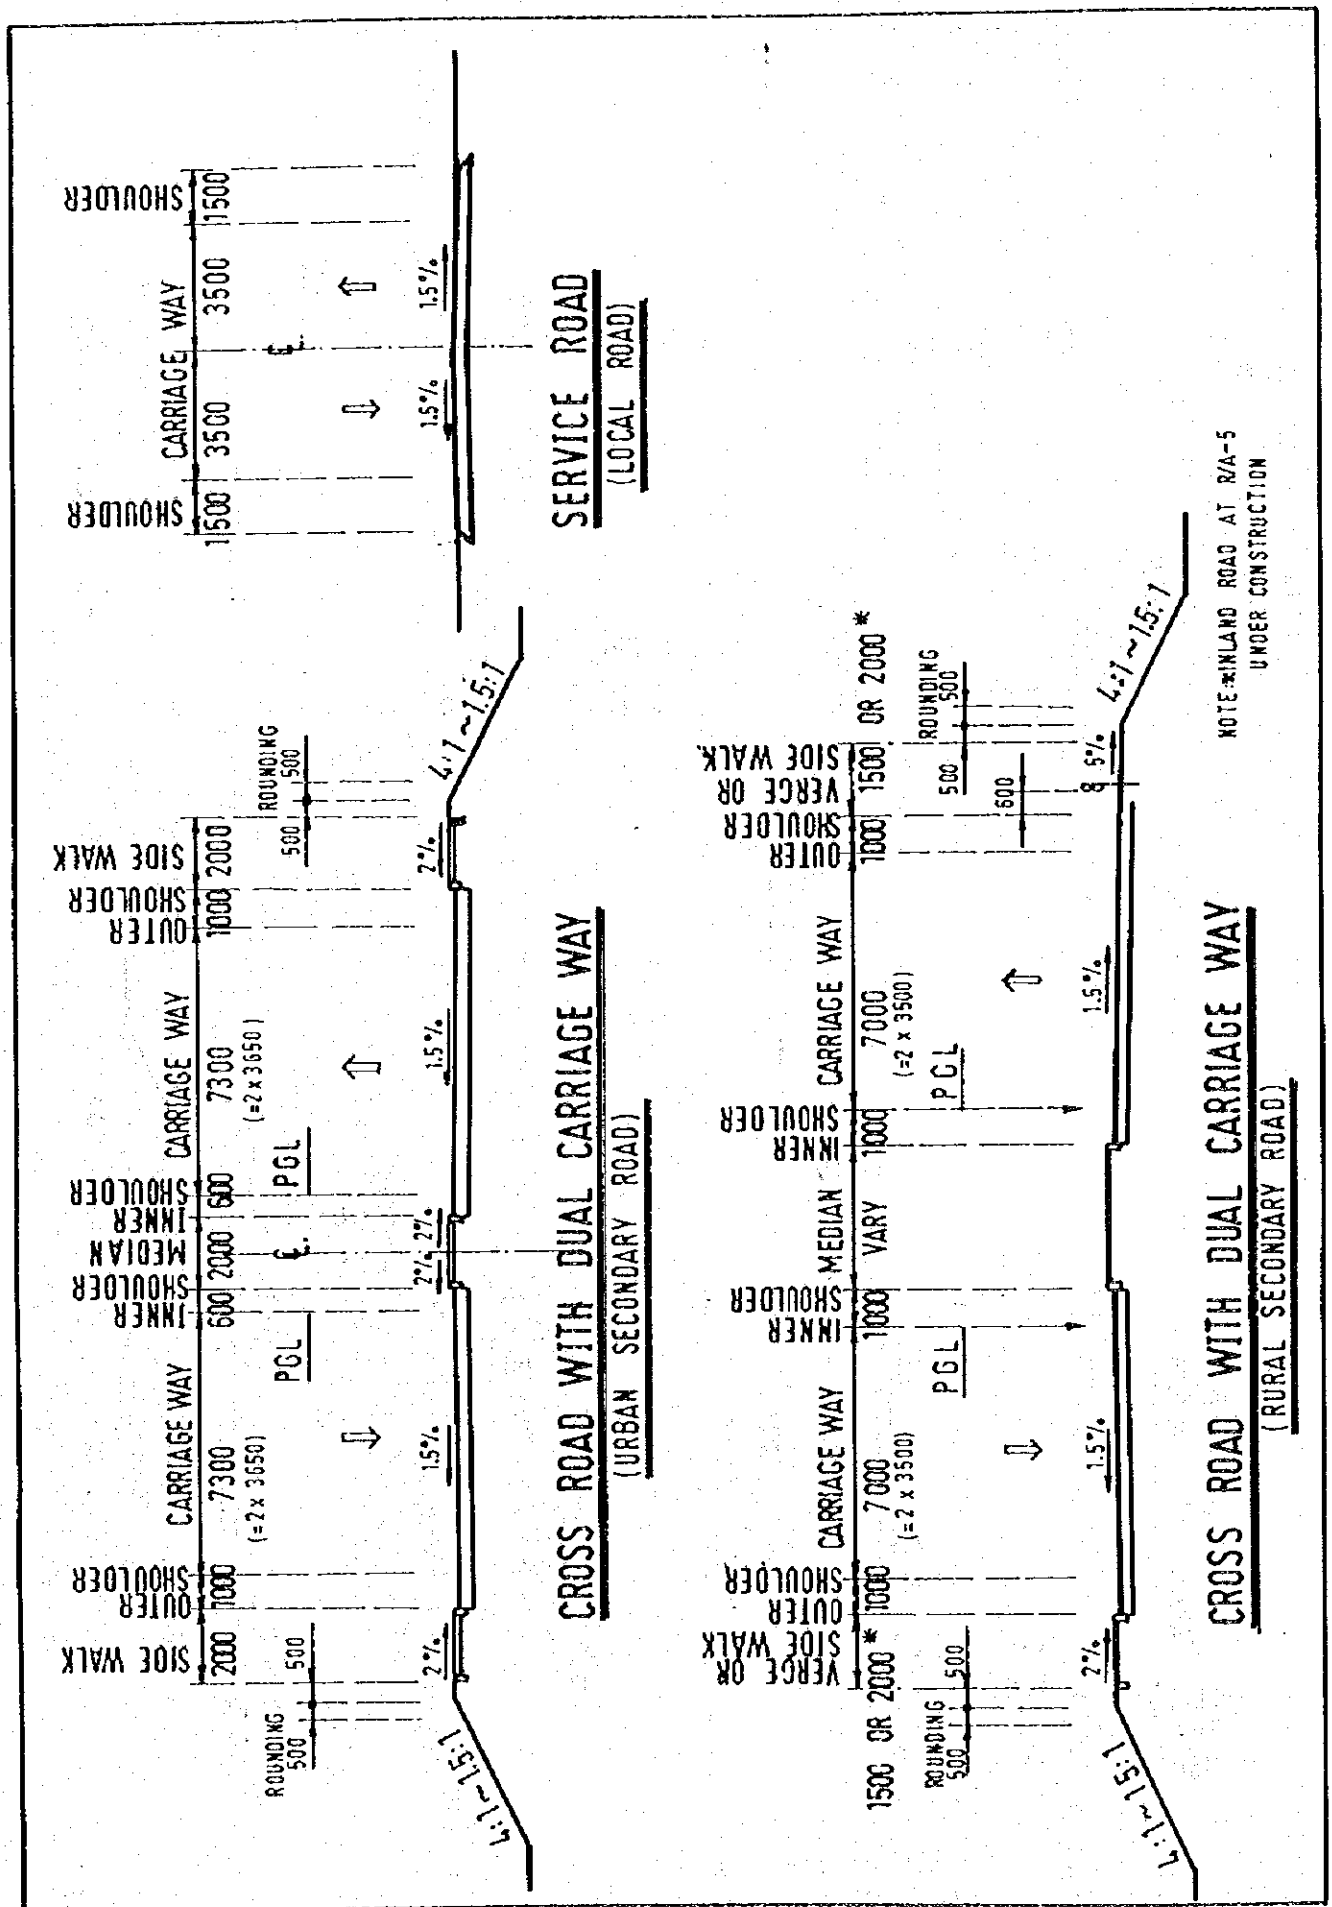 SIDE WALK
OUTER SHOULDER
CARRIAGE WAY
INNER SHOULDER
MEDIAN
INNER SHOULDER
CARRIAGE WAY
OUTER SHOULDER
SIDE WALK
2000
1000
7300
600
2000
600
7300
1000
2000
(=2 x 3650)
(=2 x 3650)
ROUNDING
500
500
PGL
PGL
500
500
ROUNDING
4:1~1.5:1
2%
1.5%
2%
2%
1.5%
2%
4:1~1.5:1
CROSS ROAD WITH DUAL CARRIAGE WAY
(URBAN SECONDARY ROAD)
SHOULDER
CARRIAGE WAY
SHOULDER
1500
3500
3500
1500
1.5%
1.5%
SERVICE ROAD
(LOCAL ROAD)
VERGE OR
SIDE WALK
OUTER SHOULDER
CARRIAGE WAY
INNER SHOULDER
MEDIAN
INNER SHOULDER
CARRIAGE WAY
OUTER SHOULDER
VERGE OR
SIDE WALK
1500 OR 2000*
1000
7000
1000
VARY
1000
7000
1000
1500 OR 2000*
(=2 x 3500)
(=2 x 3500)
ROUNDING
500
500
PGL
PGL
600
500
500
ROUNDING
4:1~1.5:1
2%
1.5%
1.5%
5%
4:1~1.5:1
CROSS ROAD WITH DUAL CARRIAGE WAY
(RURAL SECONDARY ROAD)
NOTE:*INLAND ROAD AT R/A-5
UNDER CONSTRUCTION